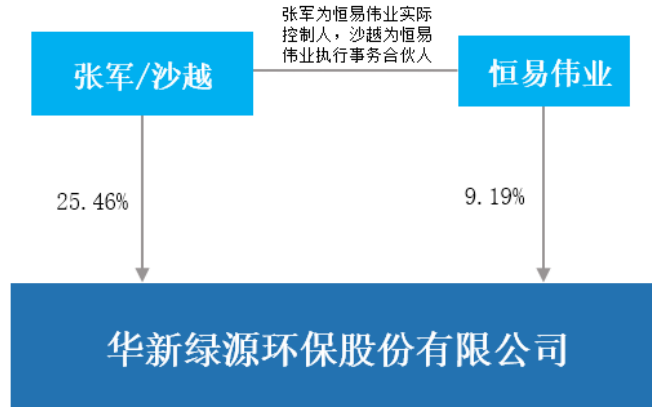 张军为恒易伟业实际
控制人，沙越为恒易
伟业执行事务合伙人
张军/沙越
恒易伟业
25.46%
9.19%
华新绿源环保股份有限公司